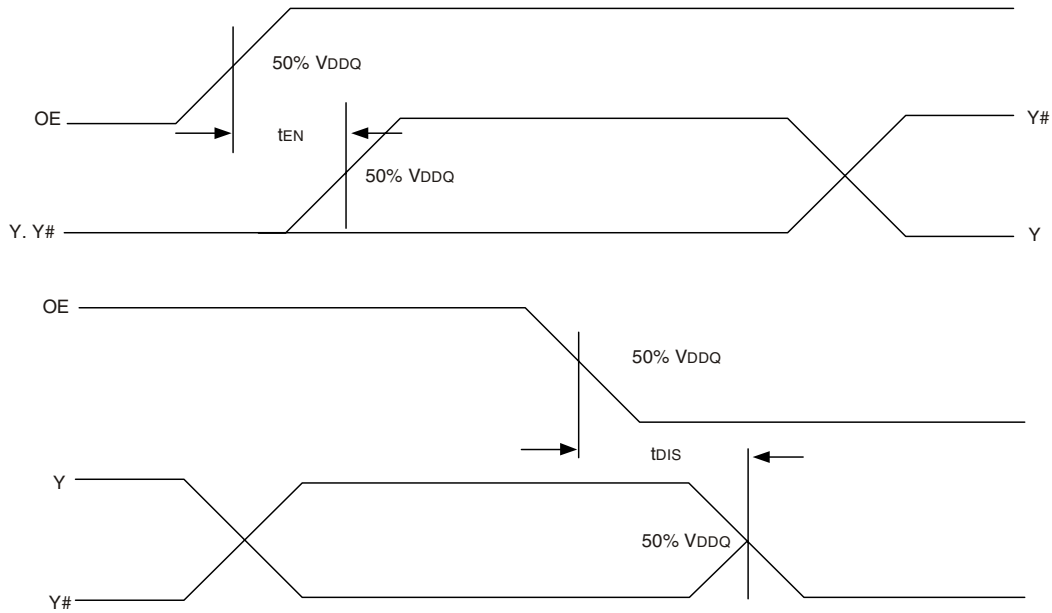 50% VDDQ
OE
tEN
Y#
50% VDDQ
Y. Y#
Y
OE
50% VDDQ
tDIS
Y
50% VDDQ
Y#